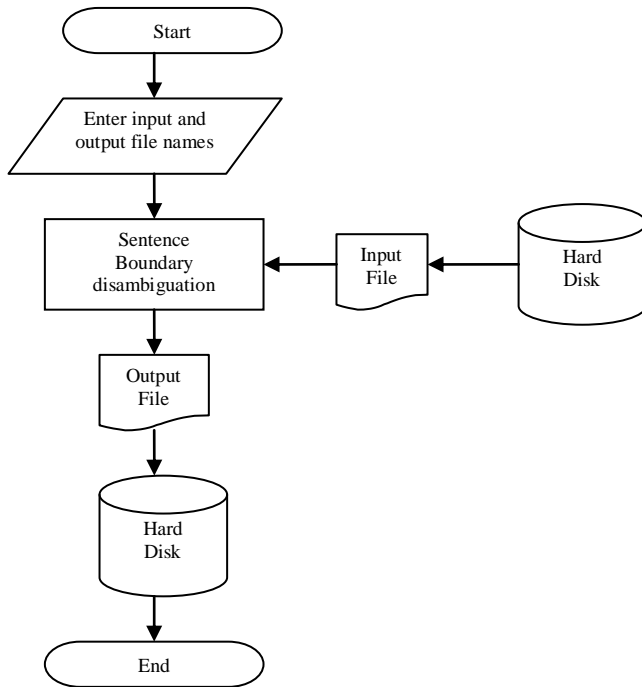 Start
Enter input and
output file names
Sentence
Boundary
disambiguation
Input
File
Hard
Disk
Output
File
Hard
Disk
End